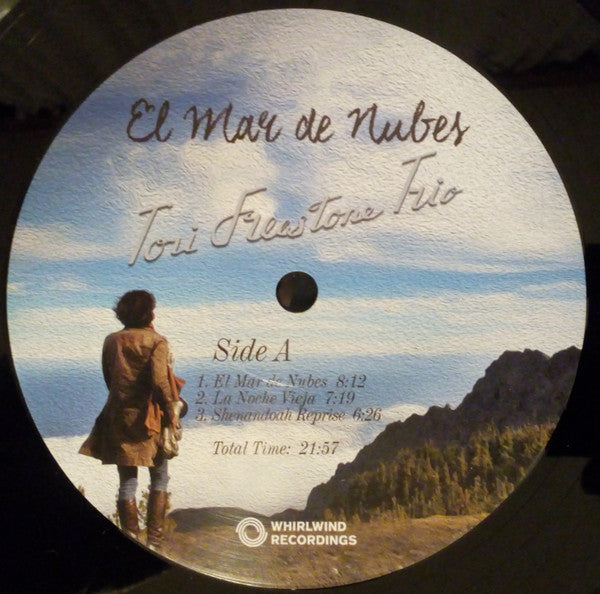 El Mar de Nubes
Tori Freestone Trio
Side A
1. El Mar de Nubes 8:12
2. La Noche Vieja 7:19
3. Shenandoah Reprise 6:26
Total Time: 21:57
WHIRLWIND
RECORDINGS